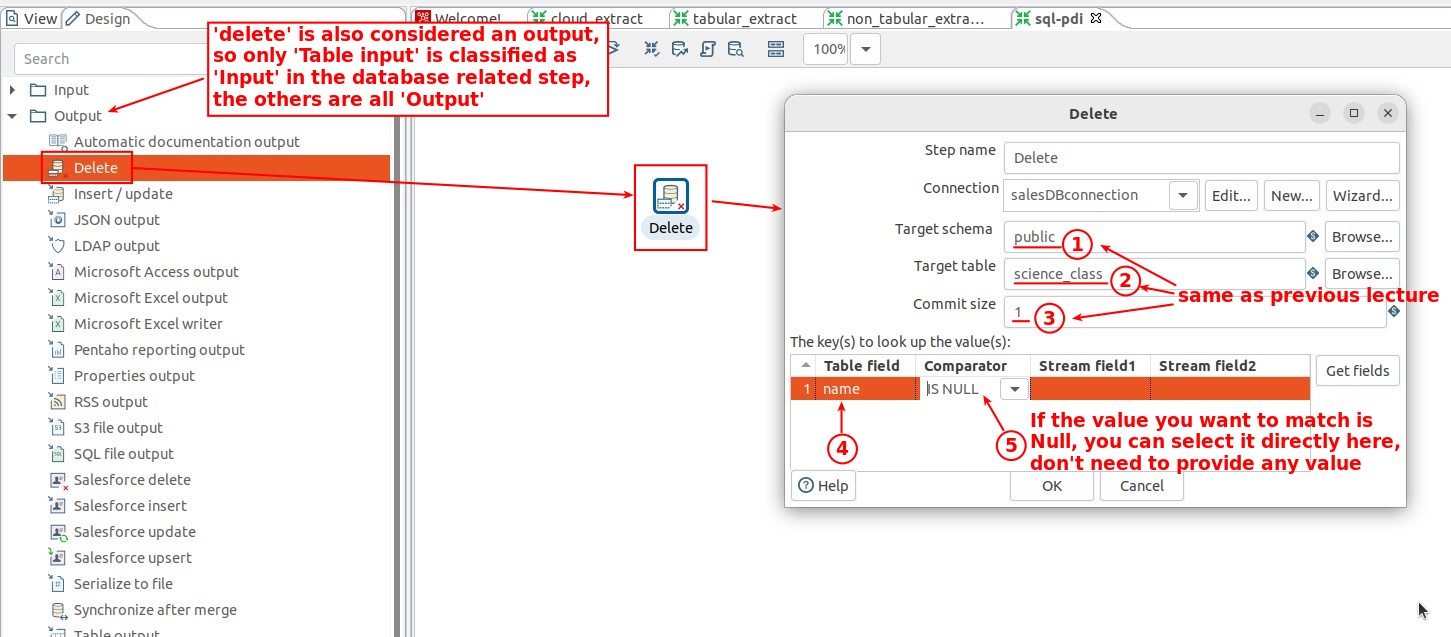 View
Design
Welcome!
cloud_extract
tabular_extract
non_tabular_extra...
sql-pdi
Search
100%
'delete' is also considered an output,
so only 'Table input' is classified as
'Input' in the database related step,
the others are all 'Output'
Input
Output
Automatic documentation output
Delete
Insert / update
JSON output
LDAP output
Microsoft Access output
Microsoft Excel output
Microsoft Excel writer
Pentaho reporting output
Properties output
RSS output
S3 file output
SQL file output
Salesforce delete
Salesforce insert
Salesforce update
Salesforce upsert
Serialize to file
Synchronize after merge
Table output
Delete
Delete
Step name Delete
Connection salesDBconnection Edit... New... Wizard...
Target schema public 1 Browse...
Target table science_class 2 Browse...
same as previous lecture
Commit size 1 3
The key(s) to look up the value(s):
Table field Comparator Stream field1 Stream field2 Get fields
1 name IS NULL
4
5
If the value you want to match is
Null, you can select it directly here,
don't need to provide any value
Help OK Cancel